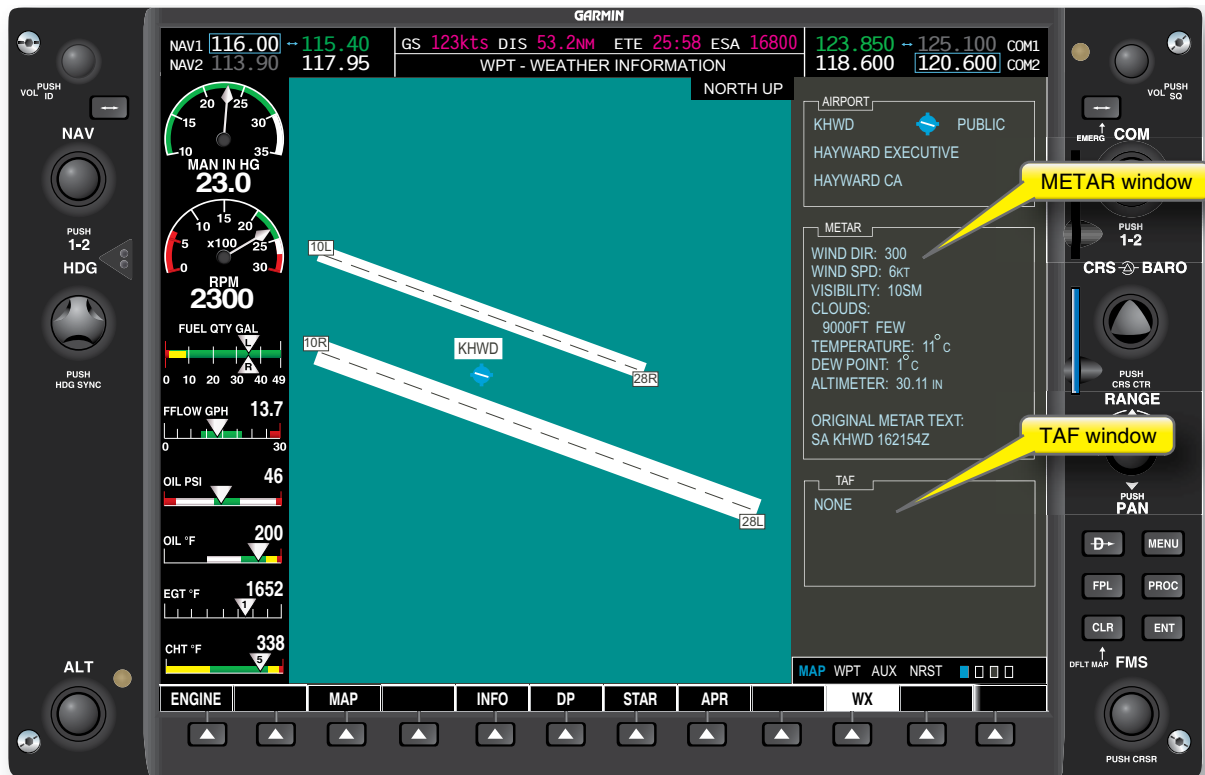 GARMIN
NAV1 116.00 ↔ 115.40
NAV2 113.90 117.95
GS 123kts DIS 53.2NM ETE 25:58 ESA 16800
WPT - WEATHER INFORMATION
123.850 ↔ 125.100 COM1
118.600 120.600 COM2
NORTH UP
VOL PUSH ID
NAV
PUSH
1-2
HDG
PUSH
HDG SYNC
ALT
10 15 20 25 30 35
MAN IN HG
23.0
0 5 10 15 20 25 30
x100
RPM
2300
FUEL QTY GAL
L
R
0 10 20 30 40 49
FFLOW GPH 13.7
0 30
OIL PSI 46
OIL °F 200
EGT °F 1652
1
CHT °F 338
5
10L
28R
10R
28L
KHWD
AIRPORT
KHWD PUBLIC
HAYWARD EXECUTIVE
HAYWARD CA
METAR window
METAR
WIND DIR: 300
WIND SPD: 6KT
VISIBILITY: 10SM
CLOUDS:
9000FT FEW
TEMPERATURE: 11°C
DEW POINT: 1°C
ALTIMETER: 30.11 IN
ORIGINAL METAR TEXT:
SA KHWD 162154Z
TAF window
TAF
NONE
MAP WPT AUX NRST
ENGINE MAP INFO DP STAR APR WX
VOL PUSH SQ
EMERG COM
PUSH
1-2
CRS BARO
PUSH
CRS CTR
RANGE
PUSH
PAN
D MENU
FPL PROC
CLR ENT
DFLT MAP FMS
PUSH CRSR